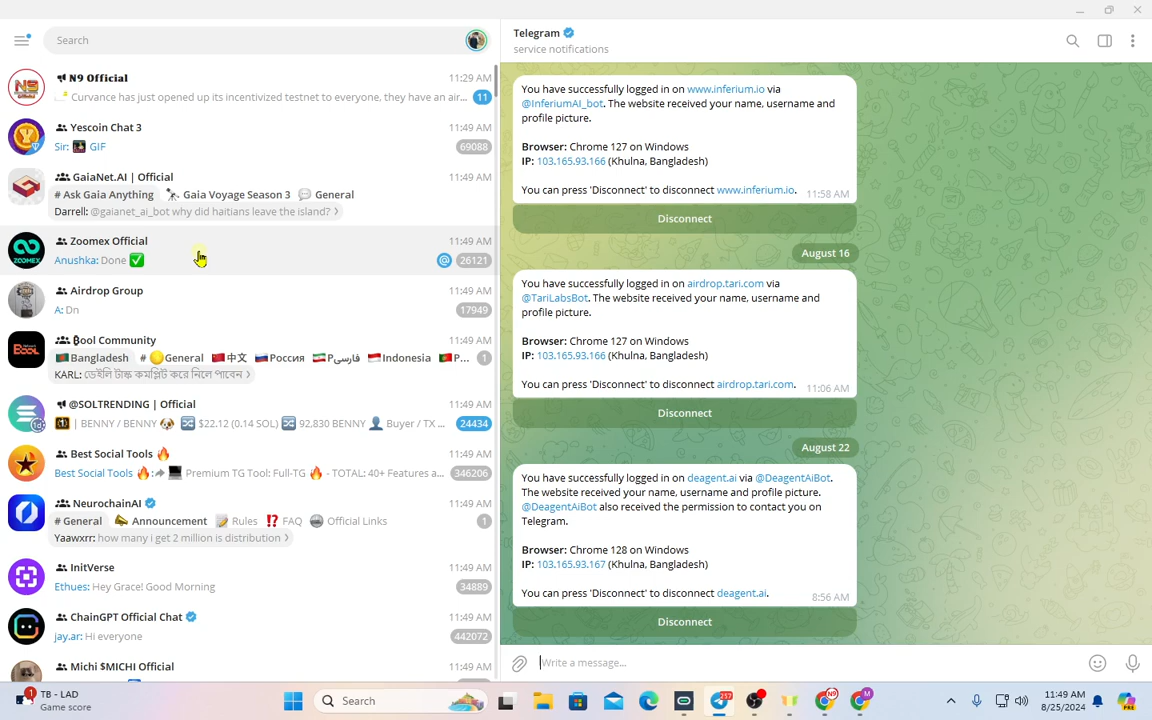 Search
N9 Official 11:29 AM
Curvance has just opened up its incentivized testnet to everyone, they have an air... 11
Yescoin Chat 3 11:49 AM
Sir: GIF 69088
GaiaNet.AI | Official 11:49 AM
# Ask Gaia Anything Gaia Voyage Season 3 General
Darrell: @gaianet_ai_bot why did haitians leave the island? >
Zoomex Official 11:49 AM
Anushka: Done ✅ @ 26121
Airdrop Group 11:49 AM
A: Dn 17949
βool Community 11:49 AM
Bangladesh # General 中文 Россия فارسیP Indonesia P... 1
KARL: ডেইলি টাস্ক কমপ্লিট করে নিলে পাবেন >
@SOLTRENDING | Official 11:49 AM
| BENNY / BENNY $22.12 (0.14 SOL) 92,830 BENNY Buyer / TX ... 24434
Best Social Tools 🔥 11:49 AM
Best Social Tools 🔥: Premium TG Tool: Full-TG 🔥 - TOTAL: 40+ Features a... 346206
NeurochainAI 11:49 AM
# General Announcement Rules ⁉️ FAQ Official Links 1
Yaawxrr: how many i get 2 million is distribution >
InitVerse 11:49 AM
Ethues: Hey Grace! Good Morning 34889
ChainGPT Official Chat 11:49 AM
jay.ar: Hi everyone 442072
Michi $MICHI Official 11:49 AM
Telegram
service notifications
You have successfully logged in on www.inferium.io via
@InferiumAI_bot. The website received your name, username and
profile picture.
Browser: Chrome 127 on Windows
IP: 103.165.93.166 (Khulna, Bangladesh)
You can press 'Disconnect' to disconnect www.inferium.io. 11:58 AM
Disconnect
August 16
You have successfully logged in on airdrop.tari.com via
@TariLabsBot. The website received your name, username and
profile picture.
Browser: Chrome 127 on Windows
IP: 103.165.93.166 (Khulna, Bangladesh)
You can press 'Disconnect' to disconnect airdrop.tari.com. 11:06 AM
Disconnect
August 22
You have successfully logged in on deagent.ai via @DeagentAiBot.
The website received your name, username and profile picture.
@DeagentAiBot also received the permission to contact you on
Telegram.
Browser: Chrome 128 on Windows
IP: 103.165.93.167 (Khulna, Bangladesh)
You can press 'Disconnect' to disconnect deagent.ai. 8:56 AM
Disconnect
Write a message...
1 TB - LAD
Game score
Search
257
N9
M
11:49 AM
8/25/2024
PRE